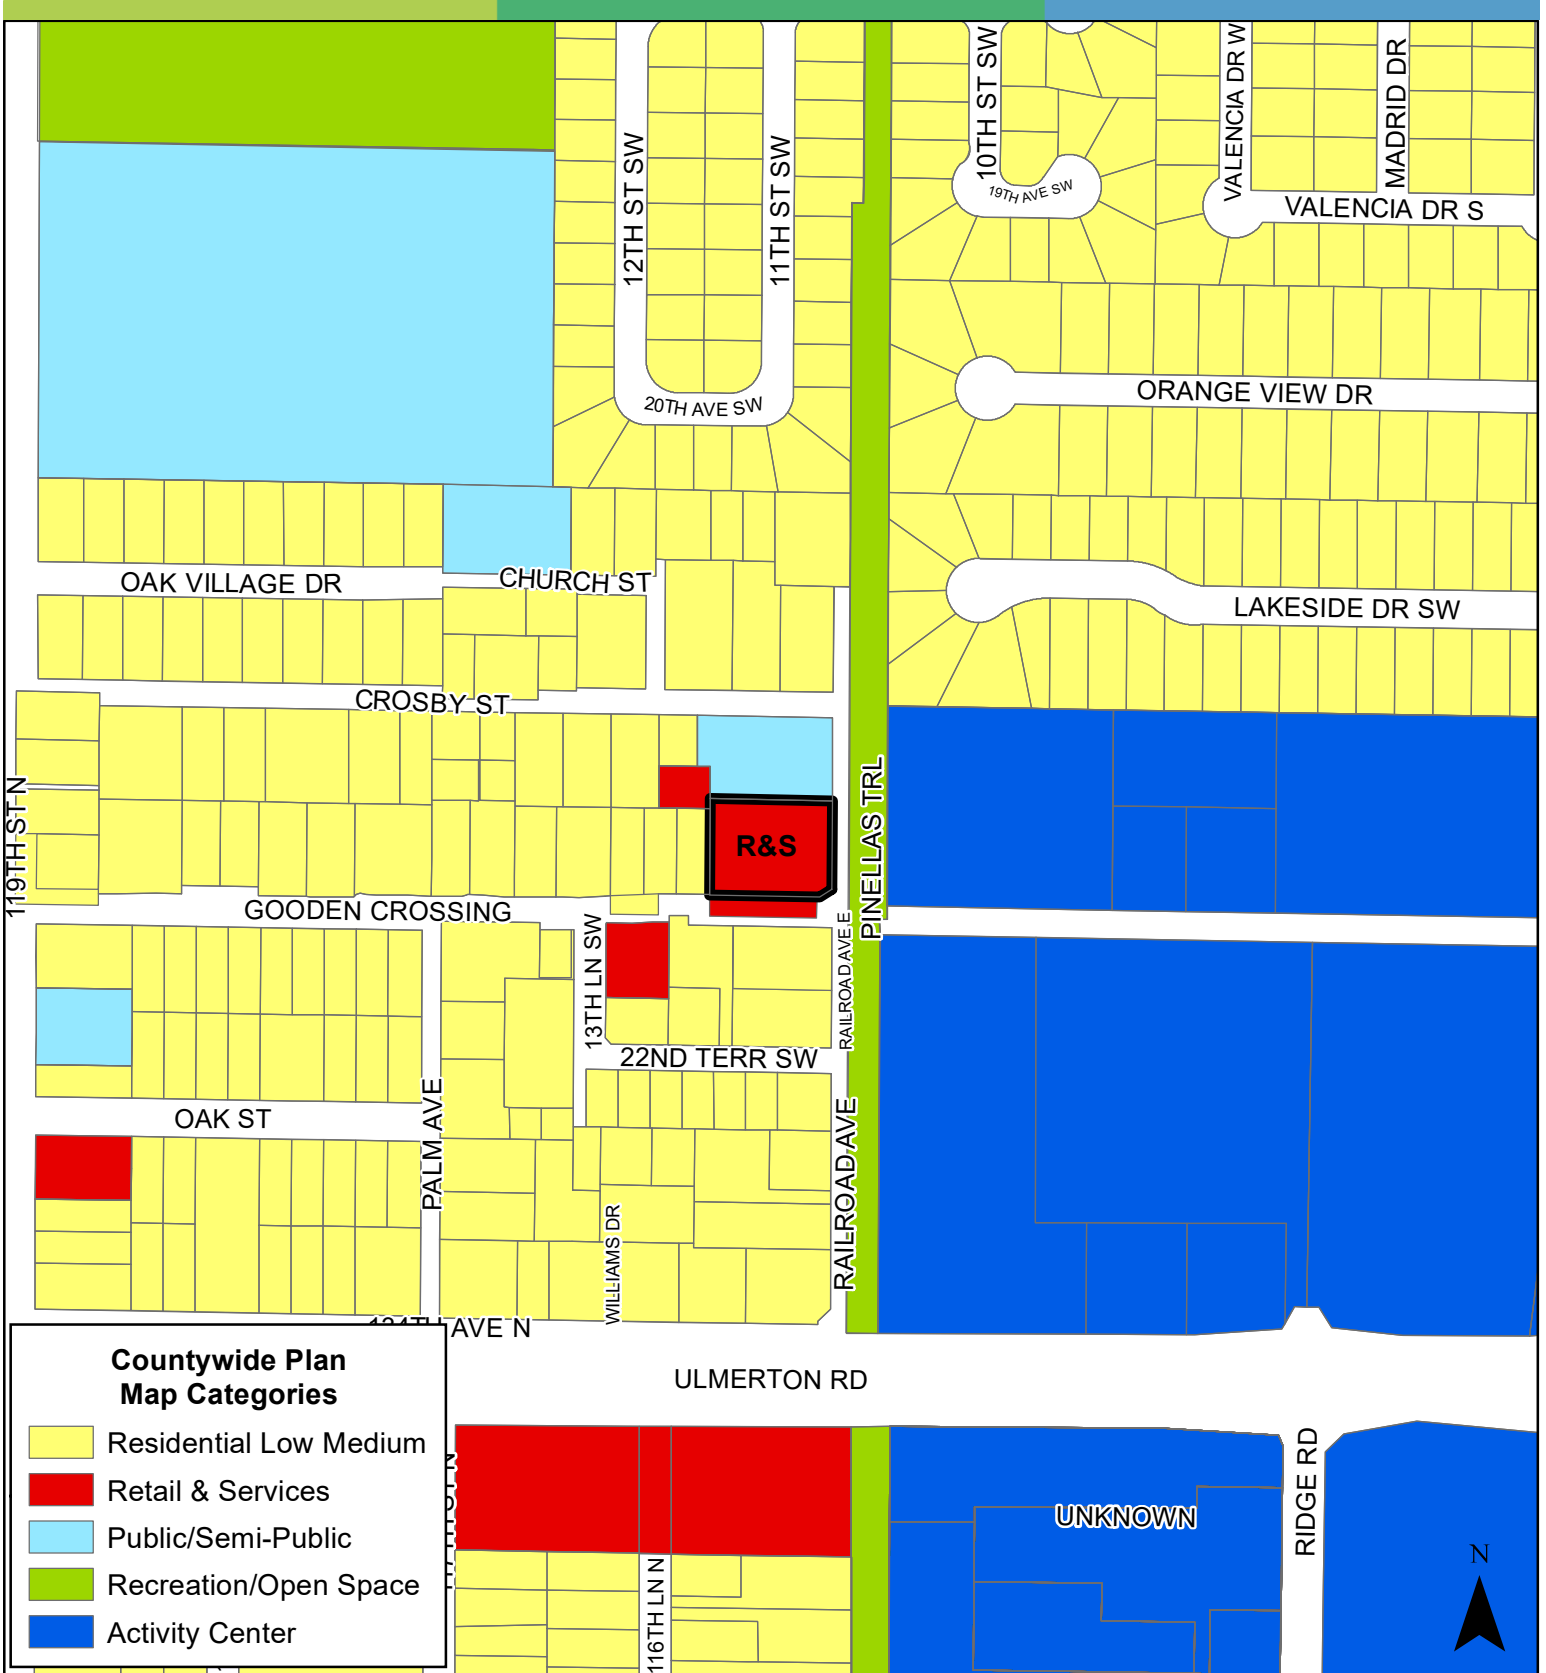 10TH ST SW
VALENCIA DR W
MADRID DR
12TH ST SW
11TH ST SW
19TH AVE SW
VALENCIA DR S
ORANGE VIEW DR
20TH AVE SW
OAK VILLAGE DR
CHURCH ST
LAKESIDE DR SW
CROSBY ST
119TH ST N
R&S
PINELLAS TRL
GOODEN CROSSING
13TH LN SW
RAILROAD AVE E
22ND TERR SW
OAK ST
PALM AVE
RAILROAD AVE
WILLIAMS DR
134TH AVE N
ULMERTON RD
Countywide Plan
Map Categories
Residential Low Medium
Retail & Services
Public/Semi-Public
Recreation/Open Space
Activity Center
116TH LN N
UNKNOWN
RIDGE RD
N